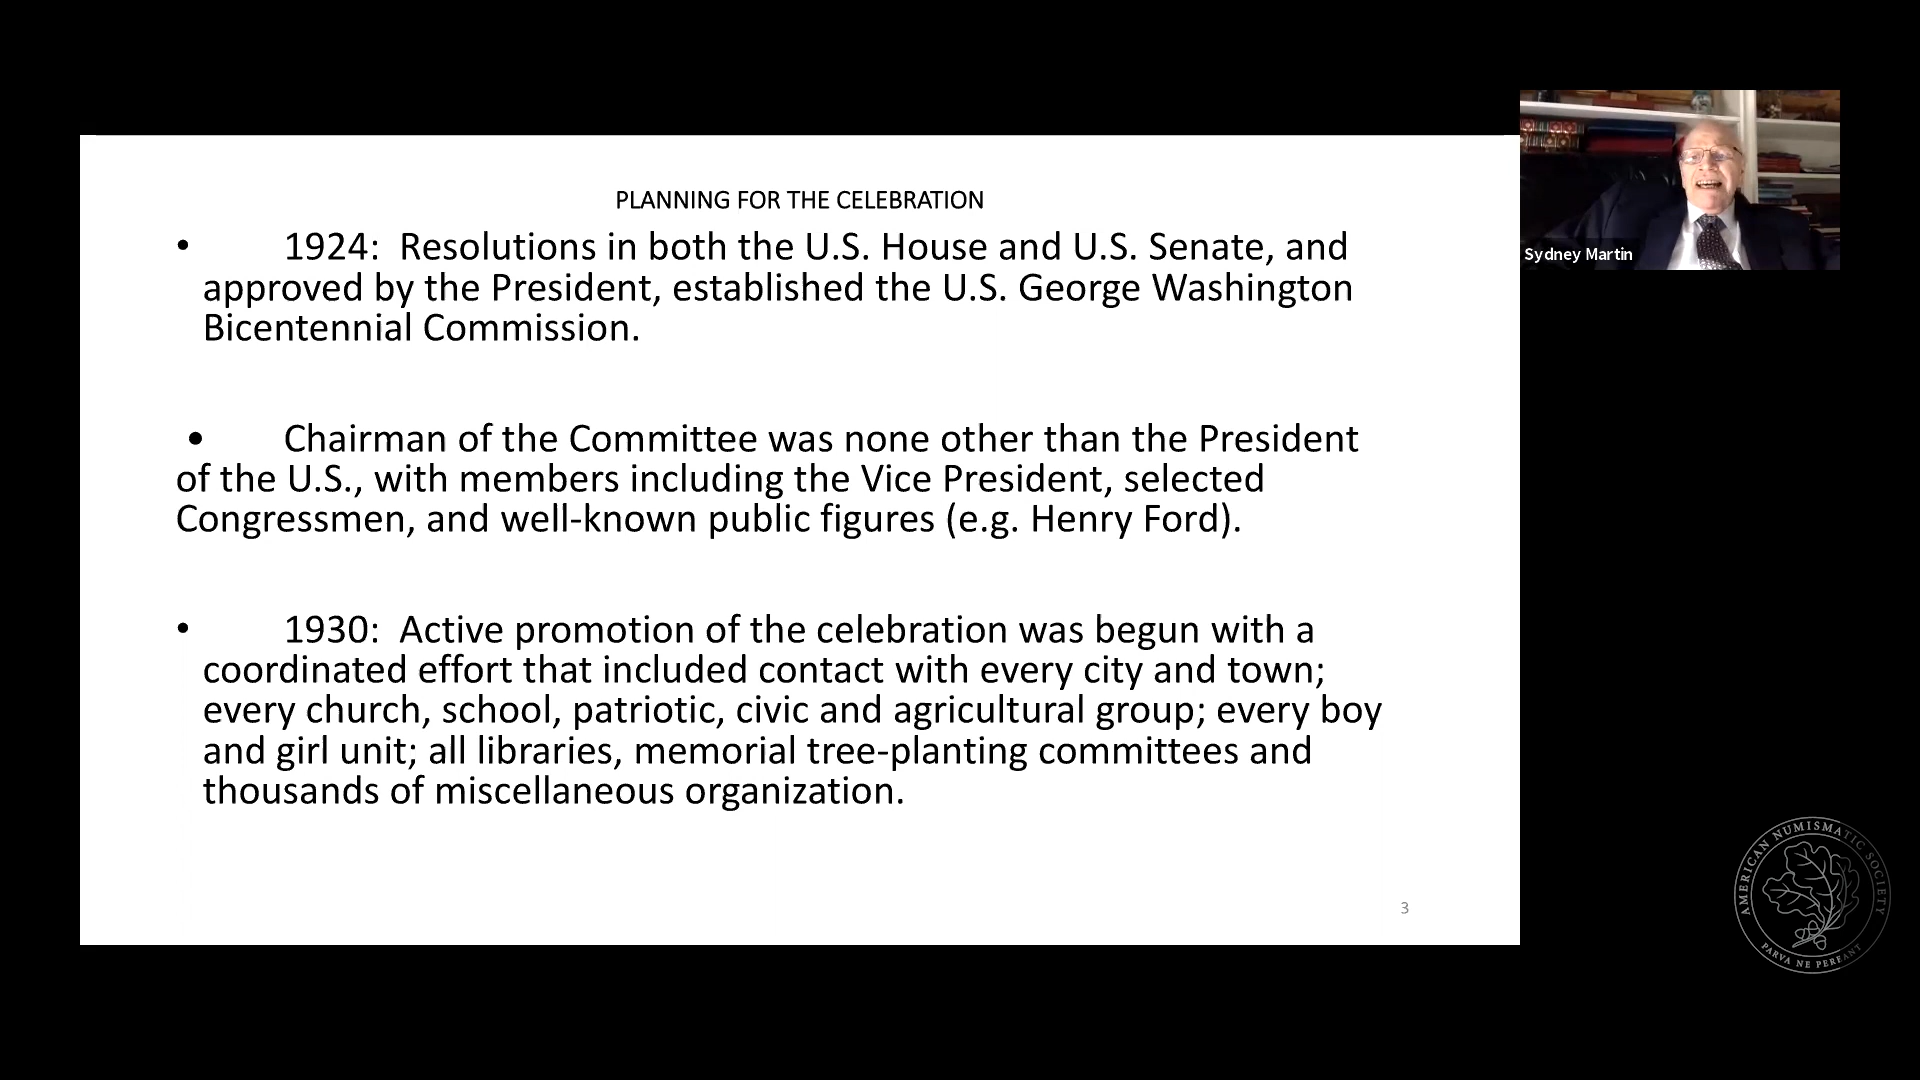 PLANNING FOR THE CELEBRATION
• 1924: Resolutions in both the U.S. House and U.S. Senate, and
approved by the President, established the U.S. George Washington
Bicentennial Commission.
• Chairman of the Committee was none other than the President
of the U.S., with members including the Vice President, selected
Congressmen, and well-known public figures (e.g. Henry Ford).
• 1930: Active promotion of the celebration was begun with a
coordinated effort that included contact with every city and town;
every church, school, patriotic, civic and agricultural group; every boy
and girl unit; all libraries, memorial tree-planting committees and
thousands of miscellaneous organization.
3
Sydney Martin
AMERICAN NUMISMATIC SOCIETY
PARVA NE PEREANT